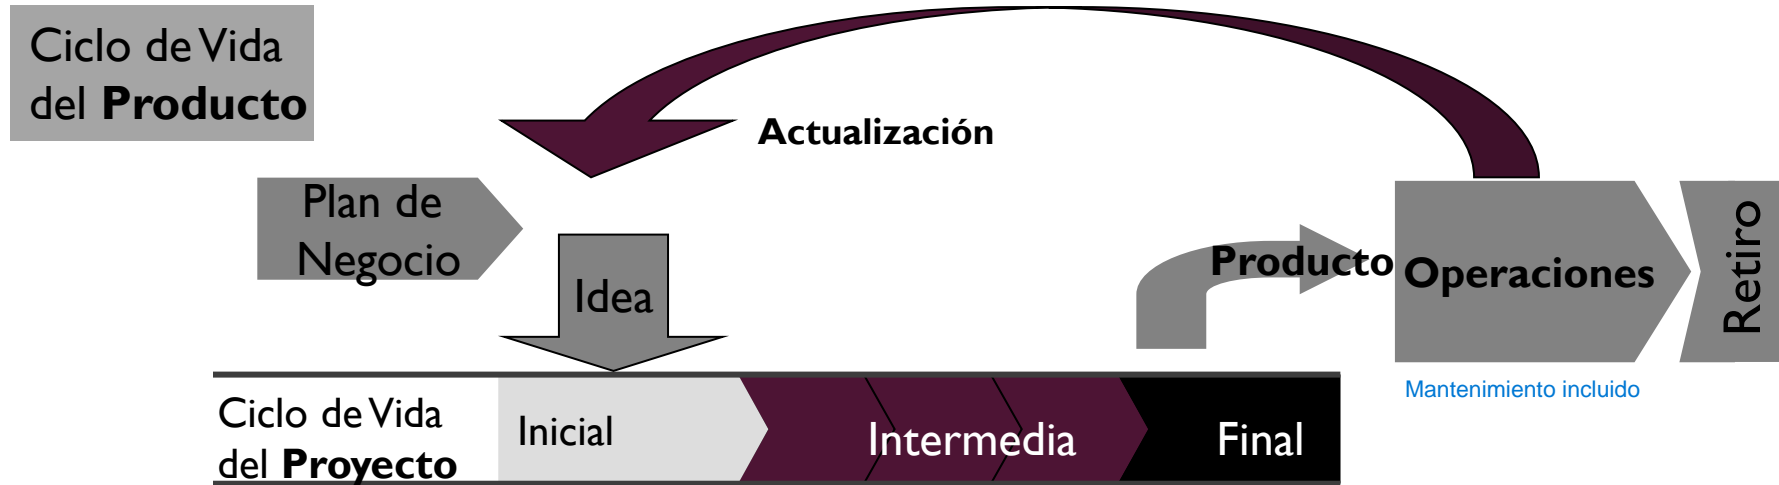 Ciclo de Vida
del Producto
Actualización
Plan de
Negocio
Idea
Producto
Operaciones
Retiro
Mantenimiento incluido
Ciclo de Vida
del Proyecto
Inicial
Intermedia
Final